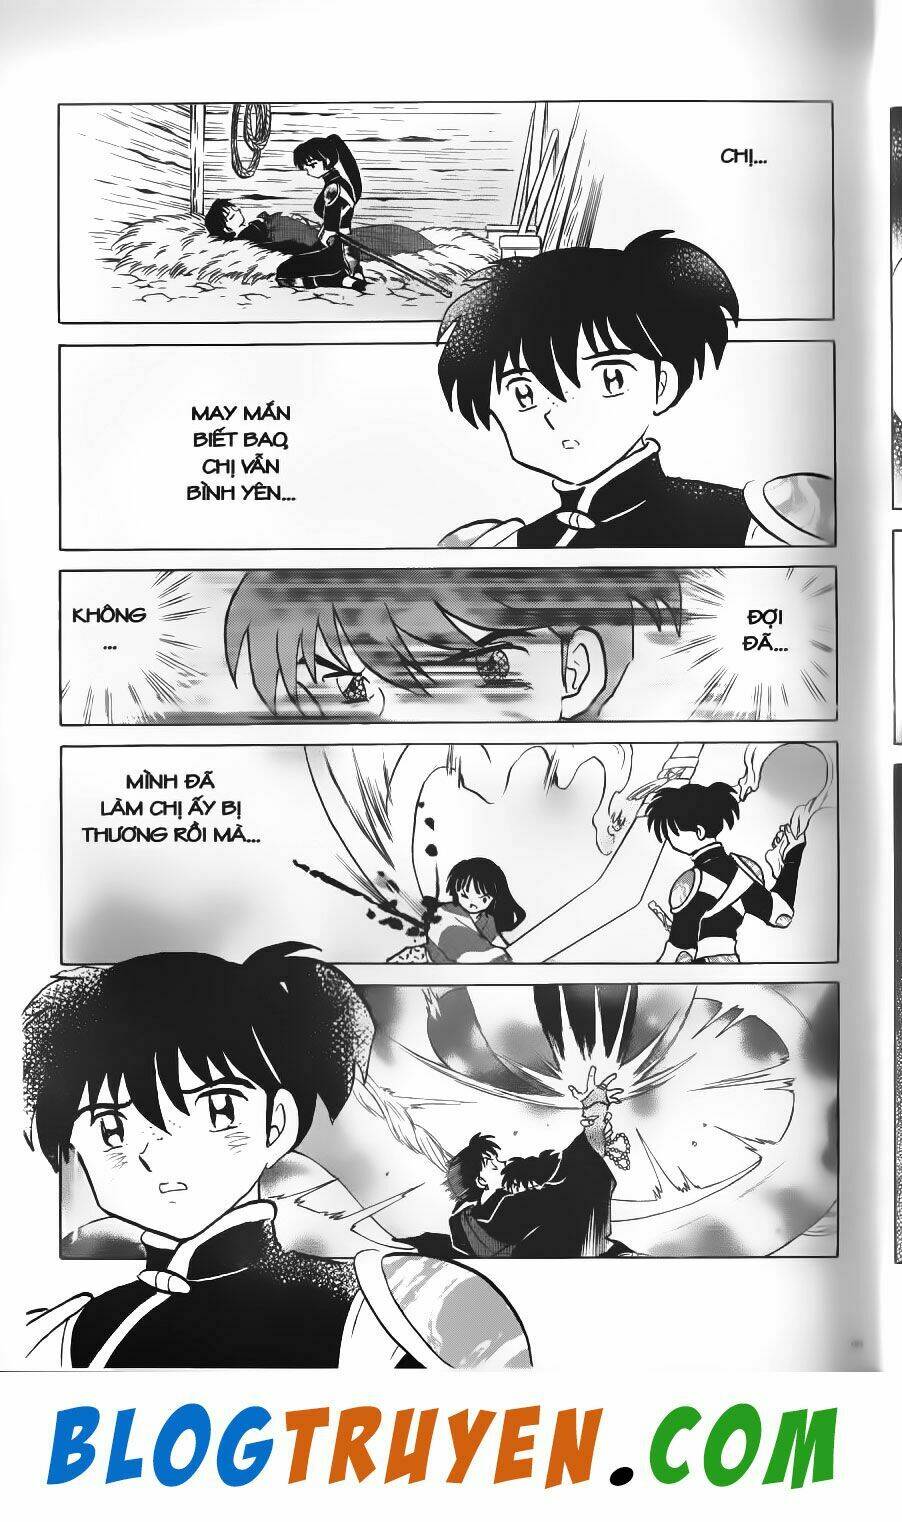 CHỊ...
MAY MẮN
BIẾT BAO,
CHỊ VẪN
BÌNH YÊN...
KHÔNG
...
ĐỢI
ĐÃ...
MÌNH ĐÃ
LÀM CHỊ ẤY BỊ
THƯƠNG RỒI MÀ...
BLOGTRUYEN.COM